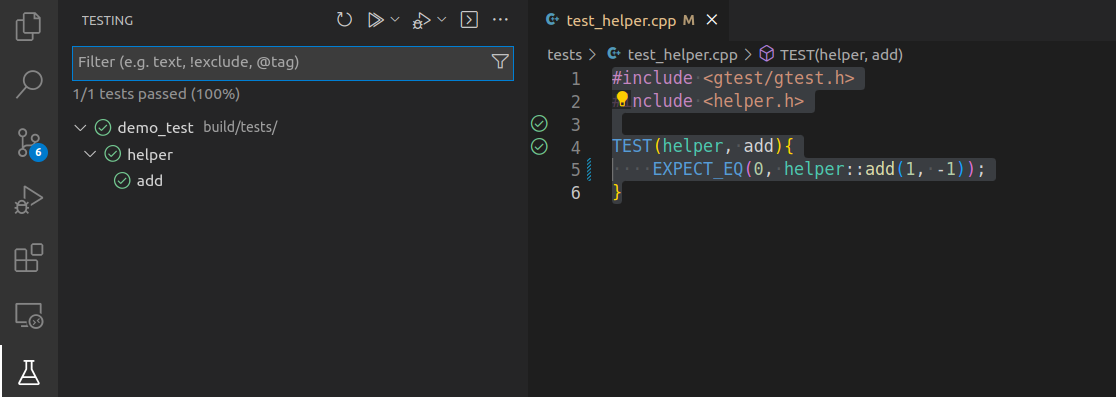 TESTING
Filter (e.g. text, !exclude, @tag)
1/1 tests passed (100%)
demo_test build/tests/
helper
add
6
test_helper.cpp M
tests > test_helper.cpp > TEST(helper, add)
1 #include <gtest/gtest.h>
2 #include <helper.h>
3
4 TEST(helper, add){
5 EXPECT_EQ(0, helper::add(1, -1));
6 }